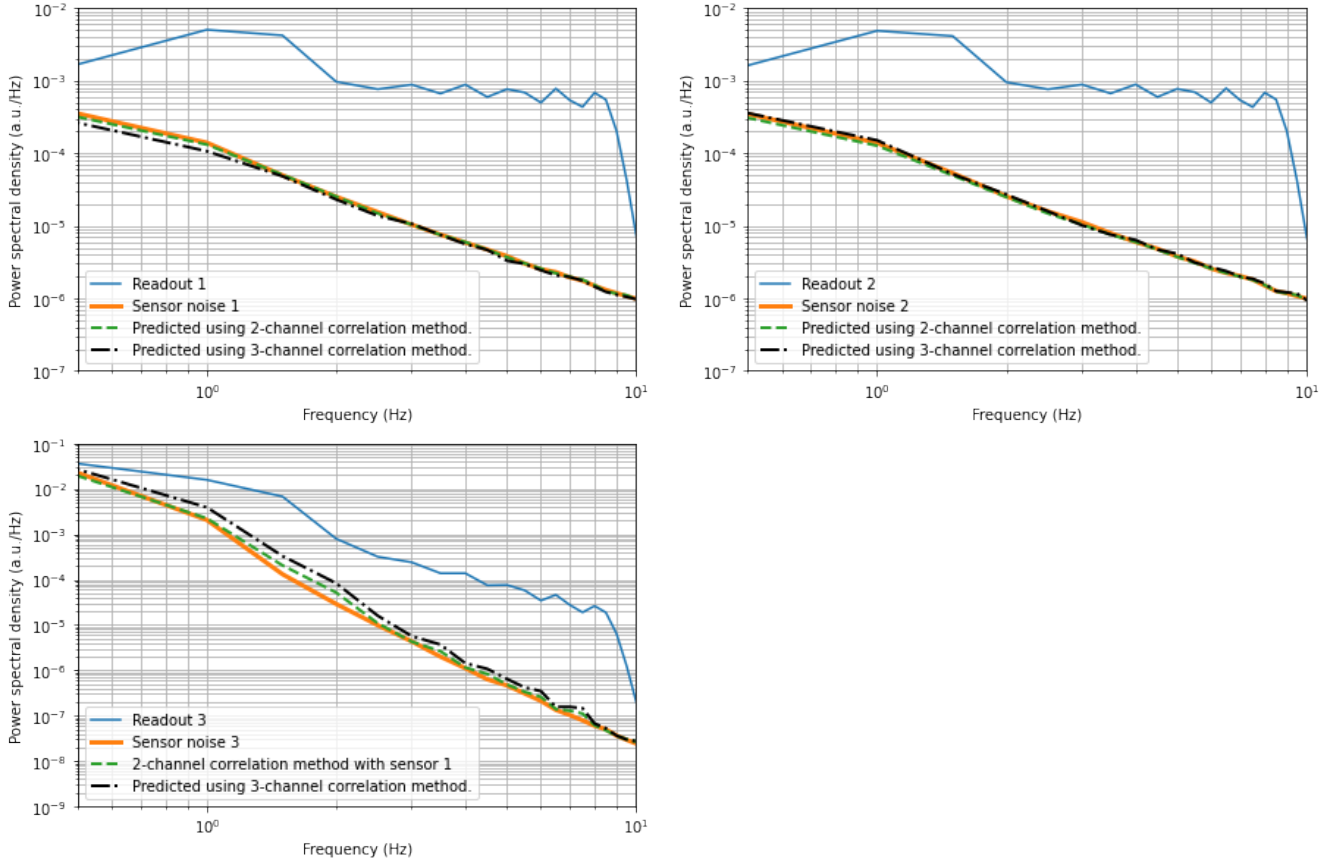 10⁻²
10⁻³
10⁻⁴
10⁻⁵
10⁻⁶
10⁻⁷
Power spectral density (a.u./Hz)
Readout 1
Sensor noise 1
Predicted using 2-channel correlation method.
Predicted using 3-channel correlation method.
10⁰
10¹
Frequency (Hz)
10⁻²
10⁻³
10⁻⁴
10⁻⁵
10⁻⁶
10⁻⁷
Power spectral density (a.u./Hz)
Readout 2
Sensor noise 2
Predicted using 2-channel correlation method.
Predicted using 3-channel correlation method.
10⁰
10¹
Frequency (Hz)
10⁻¹
10⁻²
10⁻³
10⁻⁴
10⁻⁵
10⁻⁶
10⁻⁷
10⁻⁸
10⁻⁹
Power spectral density (a.u./Hz)
Readout 3
Sensor noise 3
2-channel correlation method with sensor 1
Predicted using 3-channel correlation method.
10⁰
10¹
Frequency (Hz)